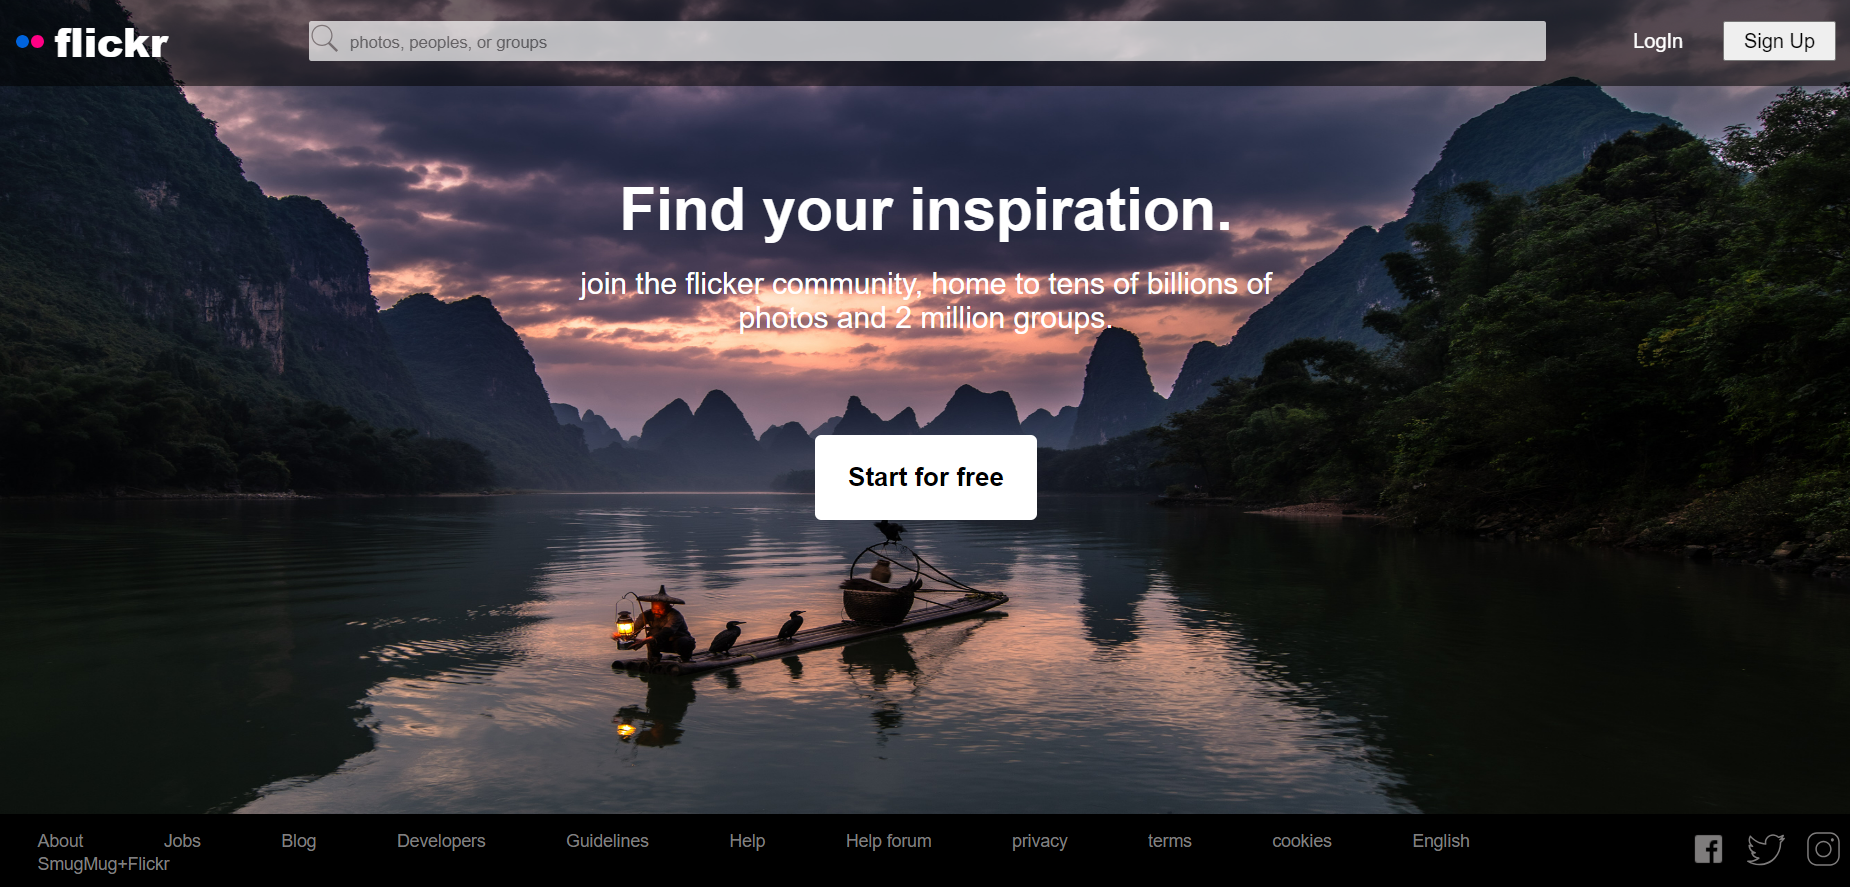 flickr
photos, peoples, or groups
LogIn
Sign Up
Find your inspiration.
join the flicker community, home to tens of billions of
photos and 2 million groups.
Start for free
About Jobs Blog Developers Guidelines Help Help forum privacy terms cookies English
SmugMug+Flickr